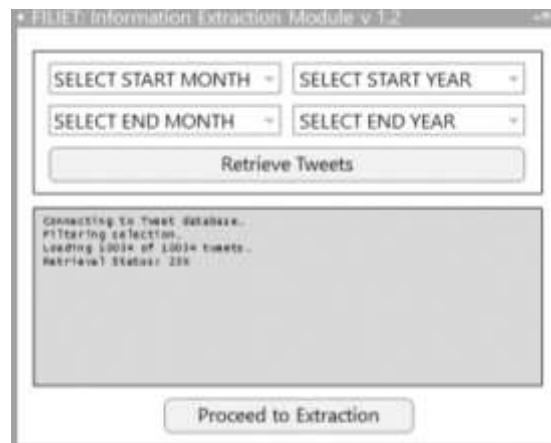 FILIET: Information Extraction Module v 1.2
SELECT START MONTH
SELECT START YEAR
SELECT END MONTH
SELECT END YEAR
Retrieve Tweets
Connecting to Tweet database.
Filtering selection.
Loading of tweets.
Retrieval Status:
Proceed to Extraction